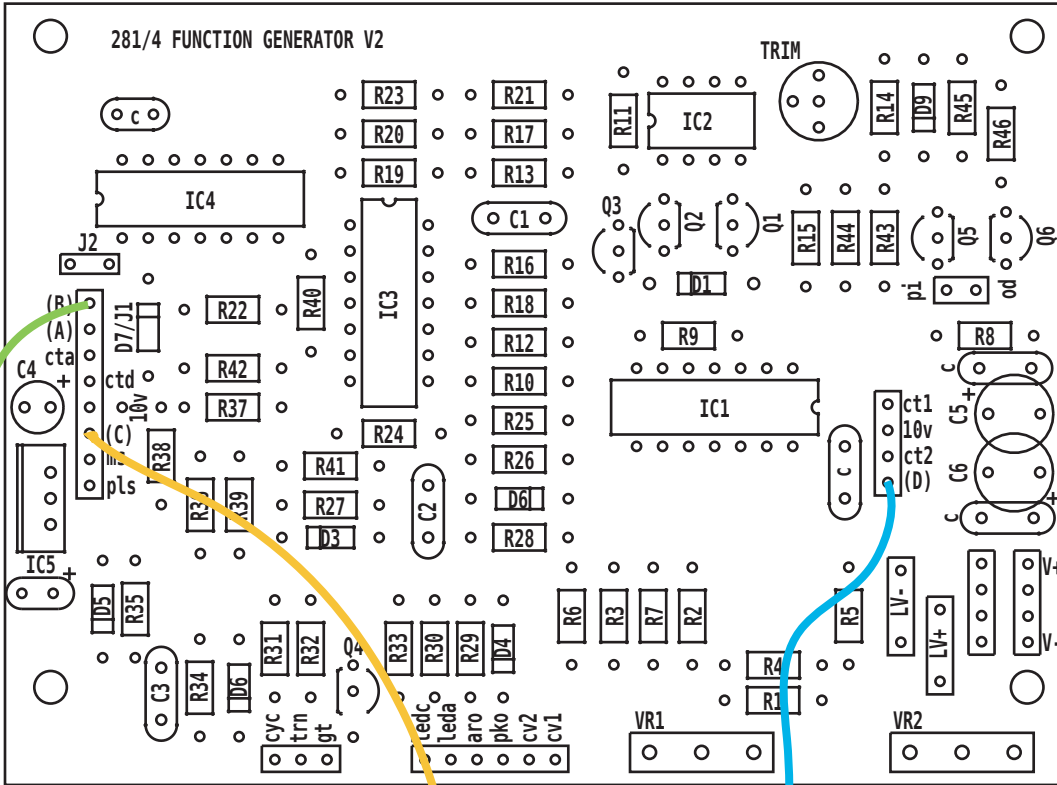 281/4 FUNCTION GENERATOR V2
TRIM
C
R23
R21
R11
IC2
R14
D9
R45
R46
R20
R17
R19
R13
IC4
C1
Q3
Q2
Q1
R15
R44
R43
Q5
Q6
J2
R40
IC3
R16
D1
pi
od
(B)
(A)
cta
ctd
10v
(C)
pls
D7/J1
R22
R18
R9
R8
C4
+
R42
R12
c
R37
R10
IC1
ct1
10v
ct2
(D)
+
C5
R24
R25
R38
R41
R26
c
C6
+
R39
R27
C2
D6
D3
R28
c
IC5
+
D5
R35
R6
R3
R7
R2
R5
LV-
LV+
V+
V-
R31
R32
Q4
R33
R30
R29
D4
C3
R34
D6
R4
R1
cyc
trn
gt
ledc
leda
aro
pko
cv2
cv1
VR1
VR2